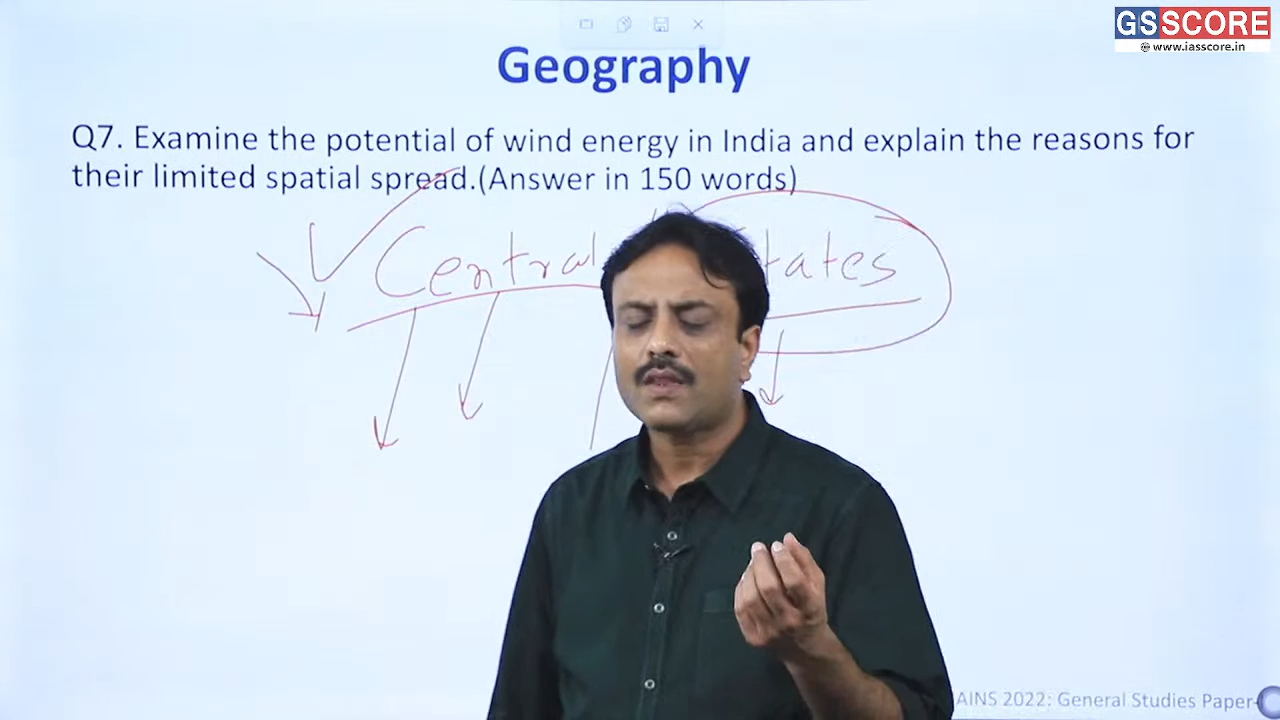 GSSCORE
www.iasscore.in
Geography
Q7. Examine the potential of wind energy in India and explain the reasons for
their limited spatial spread.(Answer in 150 words)
Central
AINS 2022: General Studies Paper-